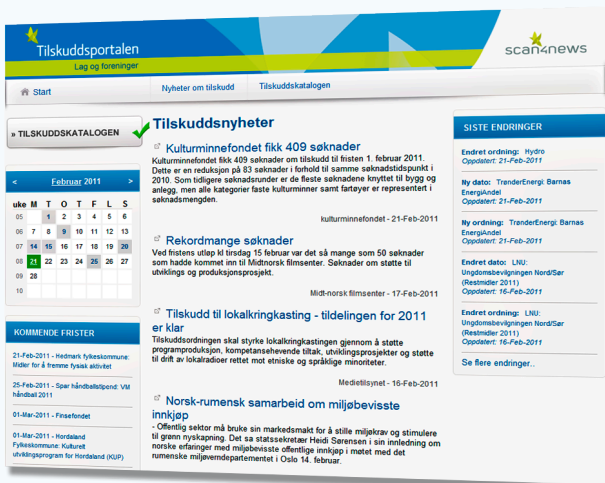 Tilskuddsportalen
Lag og foreninger
scan4news
Start
Nyheter om tilskudd
Tilskuddskatalogen
» TILSKUDDSKATALOGEN
< Februar 2011 >
uke M T O T F L S
05 1 2 3 4 5 6
06 7 8 9 10 11 12 13
07 14 15 16 17 18 19 20
08 21 22 23 24 25 26 27
09 28
10
KOMMENDE FRISTER
21-Feb-2011 - Hedmark fylkeskommune:
Midler for å fremme fysisk aktivitet
25-Feb-2011 - Spar håndballstipend: VM
håndball 2011
01-Mar-2011 - Finsefondet
01-Mar-2011 - Hordaland
Fylkeskommune: Kulturelt
utviklingsprogram for Hordaland (KUP)
Tilskuddsnyheter
Kulturminnefondet fikk 409 søknader
Kulturminnefondet fikk 409 søknader om tilskudd til fristen 1. februar 2011.
Dette er en reduksjon på 83 søknader i forhold til samme søknadstidspunkt i
2010. Som tidligere søknadsrunder er de fleste søknadene knyttet til bygg og
anlegg, men alle kategorier faste kulturminner samt fartøyer er representert i
søknadsmengden.
kulturminnefondet - 21-Feb-2011
Rekordmange søknader
Ved fristens utløp kl tirsdag 15 februar var det så mange som 50 søknader
som hadde kommet inn til Midtnorsk filmsenter. Søknader om støtte til
utviklings og produksjonsprosjekt.
Midt-norsk filmsenter - 17-Feb-2011
Tilskudd til lokalkringkasting - tildelingen for 2011
er klar
Tilskuddsordningen skal styrke lokalkringkastingen gjennom å støtte
programproduksjon, kompetansehevende tiltak, utviklingsprosjekter og støtte
til drift av lokalradioer rettet mot etniske og språklige minoriteter.
Medietilsynet - 16-Feb-2011
Norsk-rumensk samarbeid om miljøbevisste
innkjøp
- Offentlig sektor må bruke sin markedsmakt for å stille miljøkrav og stimulere
til grønn nyskapning. Det sa statssekretær Heidi Sørensen i sin innledning om
norske erfaringer med miljøbevisste offentlige innkjøp i møtet med det
rumenske miljøverndepartementet i Oslo 14. februar.
SISTE ENDRINGER
Endret ordning: Hydro
Oppdatert: 21-Feb-2011
Ny dato: TrønderEnergi: Barnas
EnergiAndel
Oppdatert: 21-Feb-2011
Ny ordning: TrønderEnergi: Barnas
EnergiAndel
Oppdatert: 21-Feb-2011
Endret dato: LNU:
Ungdomsbevilgningen Nord/Sør
(Restmidler 2011)
Oppdatert: 16-Feb-2011
Endret ordning: LNU:
Ungdomsbevilgningen Nord/Sør
(Restmidler 2011)
Oppdatert: 16-Feb-2011
Se flere endringer..